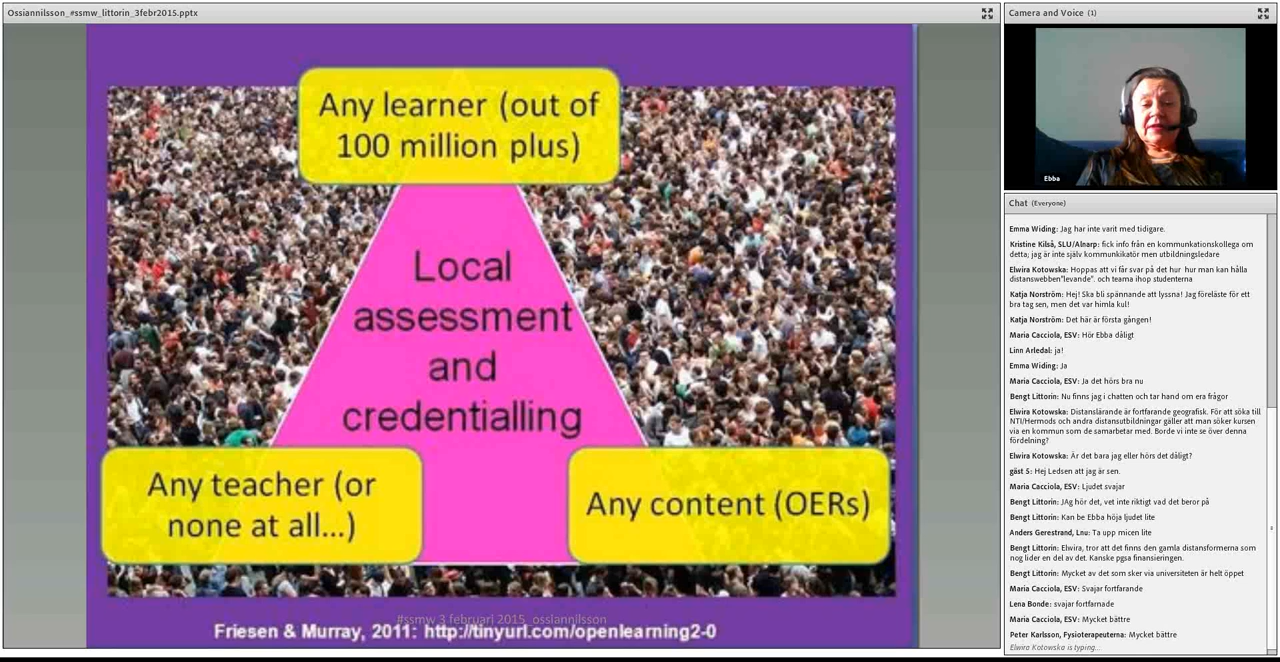 Ossiannilsson_#ssmw_littorin_3febr2015.pptx
Any learner (out of
100 million plus)
Local
assessment
and
credentialling
Any teacher (or
none at all...)
Any content (OERs)
#ssmw 3 februari 2015_ossiannilsson
Friesen & Murray, 2011: http://tinyurl.com/openlearning2-0
Camera and Voice (1)
Ebba
Chat (Everyone)
Emma Widing: Jag har inte varit med tidigare.
Kristine Kilså, SLU/Alnarp: fick info från en kommunkationskollega om
detta; jag är inte själv kommunkikatör men utbildningsledare
Elwira Kotowska: Hoppas att vi får svar på det hur hur man kan hålla
distanswebben"levande". och teama ihop studenterna
Katja Norström: Hej! Ska bli spännande att lyssna! Jag föreläste för ett
bra tag sen, men det var himla kul!
Katja Norström: Det här är första gången!
Maria Cacciola, ESV: Hör Ebba dåligt
Linn Arledal: ja!
Emma Widing: Ja
Maria Cacciola, ESV: Ja det hörs bra nu
Bengt Littorin: Nu finns jag i chatten och tar hand om era frågor
Elwira Kotowska: Distanslärande är fortfarande geografisk. För att söka till
NTI/Hermods och andra distansutbildningar gäller att man söker kursen
via en kommun som de samarbetar med. Borde vi inte se över denna
fördelning?
Elwira Kotowska: Är det bara jag eller hörs det dåligt?
gäst 5: Hej Ledsen att jag är sen.
Maria Cacciola, ESV: Ljudet svajar
Bengt Littorin: JAg hör det, vet inte riktigt vad det beror på
Bengt Littorin: Kan be Ebba höja ljudet lite
Anders Gerestrand, Lnu: Ta upp micen lite
Bengt Littorin: Elwira, tror att det finns den gamla distansformerna som
nog lider en del av det. Kanske pgsa finansieringen.
Bengt Littorin: Mycket av det som sker via universiteten är helt öppet
Maria Cacciola, ESV: Svajar fortfarande
Lena Bonde: svajar fortfarnade
Maria Cacciola, ESV: Mycket bättre
Peter Karlsson, Fysioterapeuterna: Mycket bättre
Elwira Kotowska is typing...